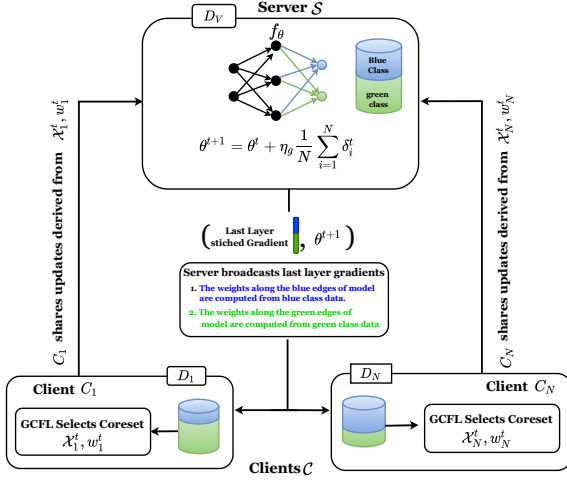 Server 𝒮
D_V
f_θ
Blue
Class
green
class
θ^{t+1} = θ^t + η_g \frac{1}{N} \sum_{i=1}^{N} δ_i^t
C_1 shares updates derived from 𝒳_1^t, w_1^t
C_N shares updates derived from 𝒳_N^t, w_N^t
( Last Layer
stiched Gradient , θ^{t+1} )
Server broadcasts last layer gradients
1. The weights along the blue edges of model
are computed from blue class data.
2. The weights along the green edges of
model are computed from green class data
D_1
Client C_1
GCFL Selects Coreset
𝒳_1^t, w_1^t
D_N
Client C_N
GCFL Selects Coreset
𝒳_N^t, w_N^t
Clients 𝒞